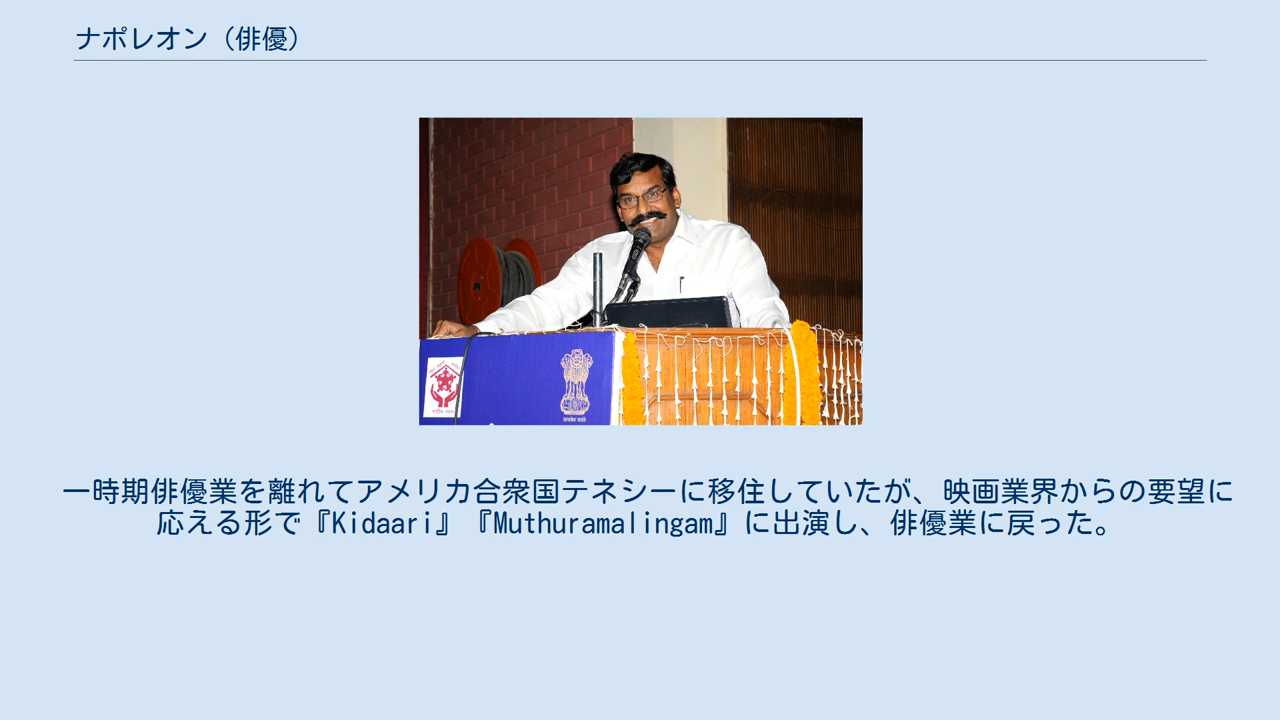 ナポレオン（俳優）
一時期俳優業を離れてアメリカ合衆国テネシーに移住していたが、映画業界からの要望に
応える形で『Kidaari』『Muthuramalingam』に出演し、俳優業に戻った。